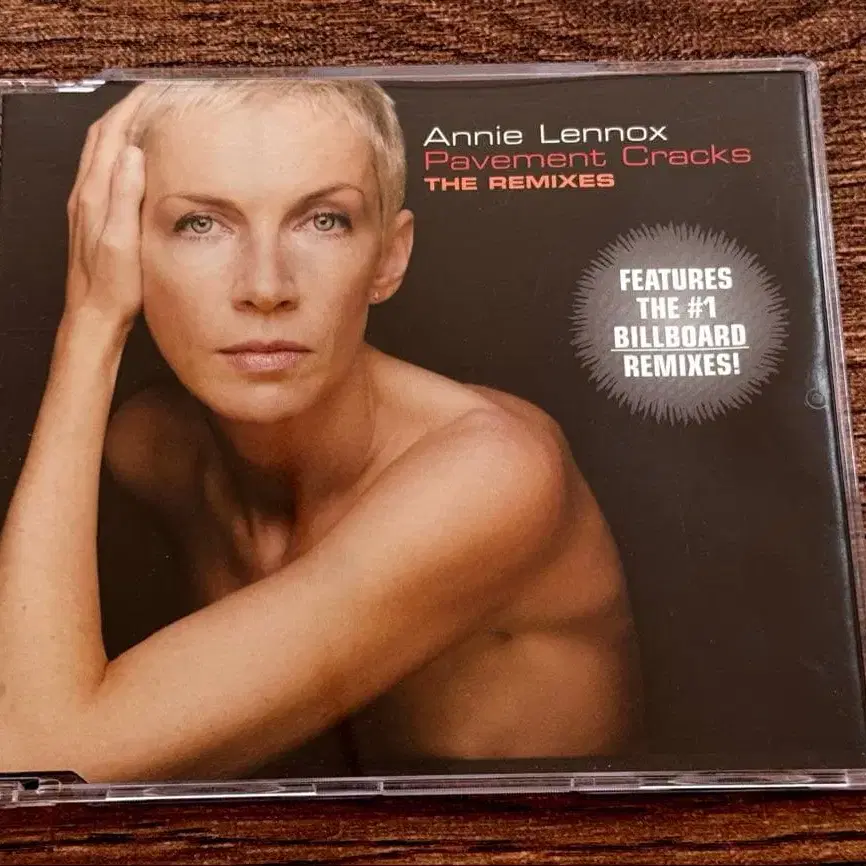 Annie Lennox
Pavement Cracks
THE REMIXES
FEATURES
THE #1
BILLBOARD
REMIXES!